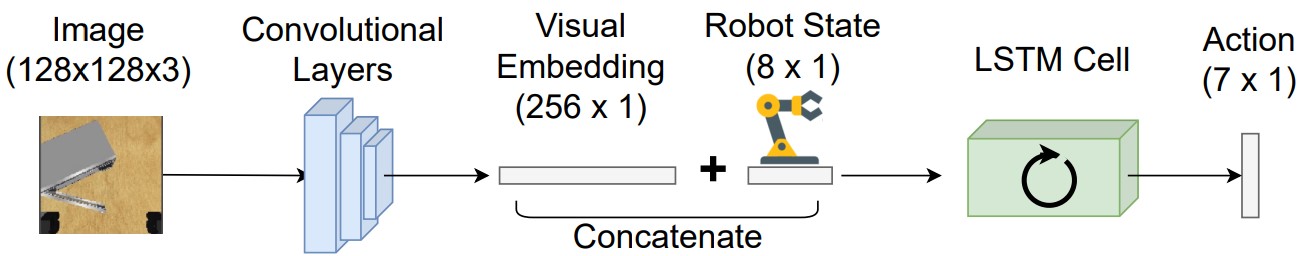 Image
(128x128x3)
Convolutional
Layers
Visual
Embedding
(256 x 1)
+
Robot State
(8 x 1)
Concatenate
LSTM Cell
Action
(7 x 1)